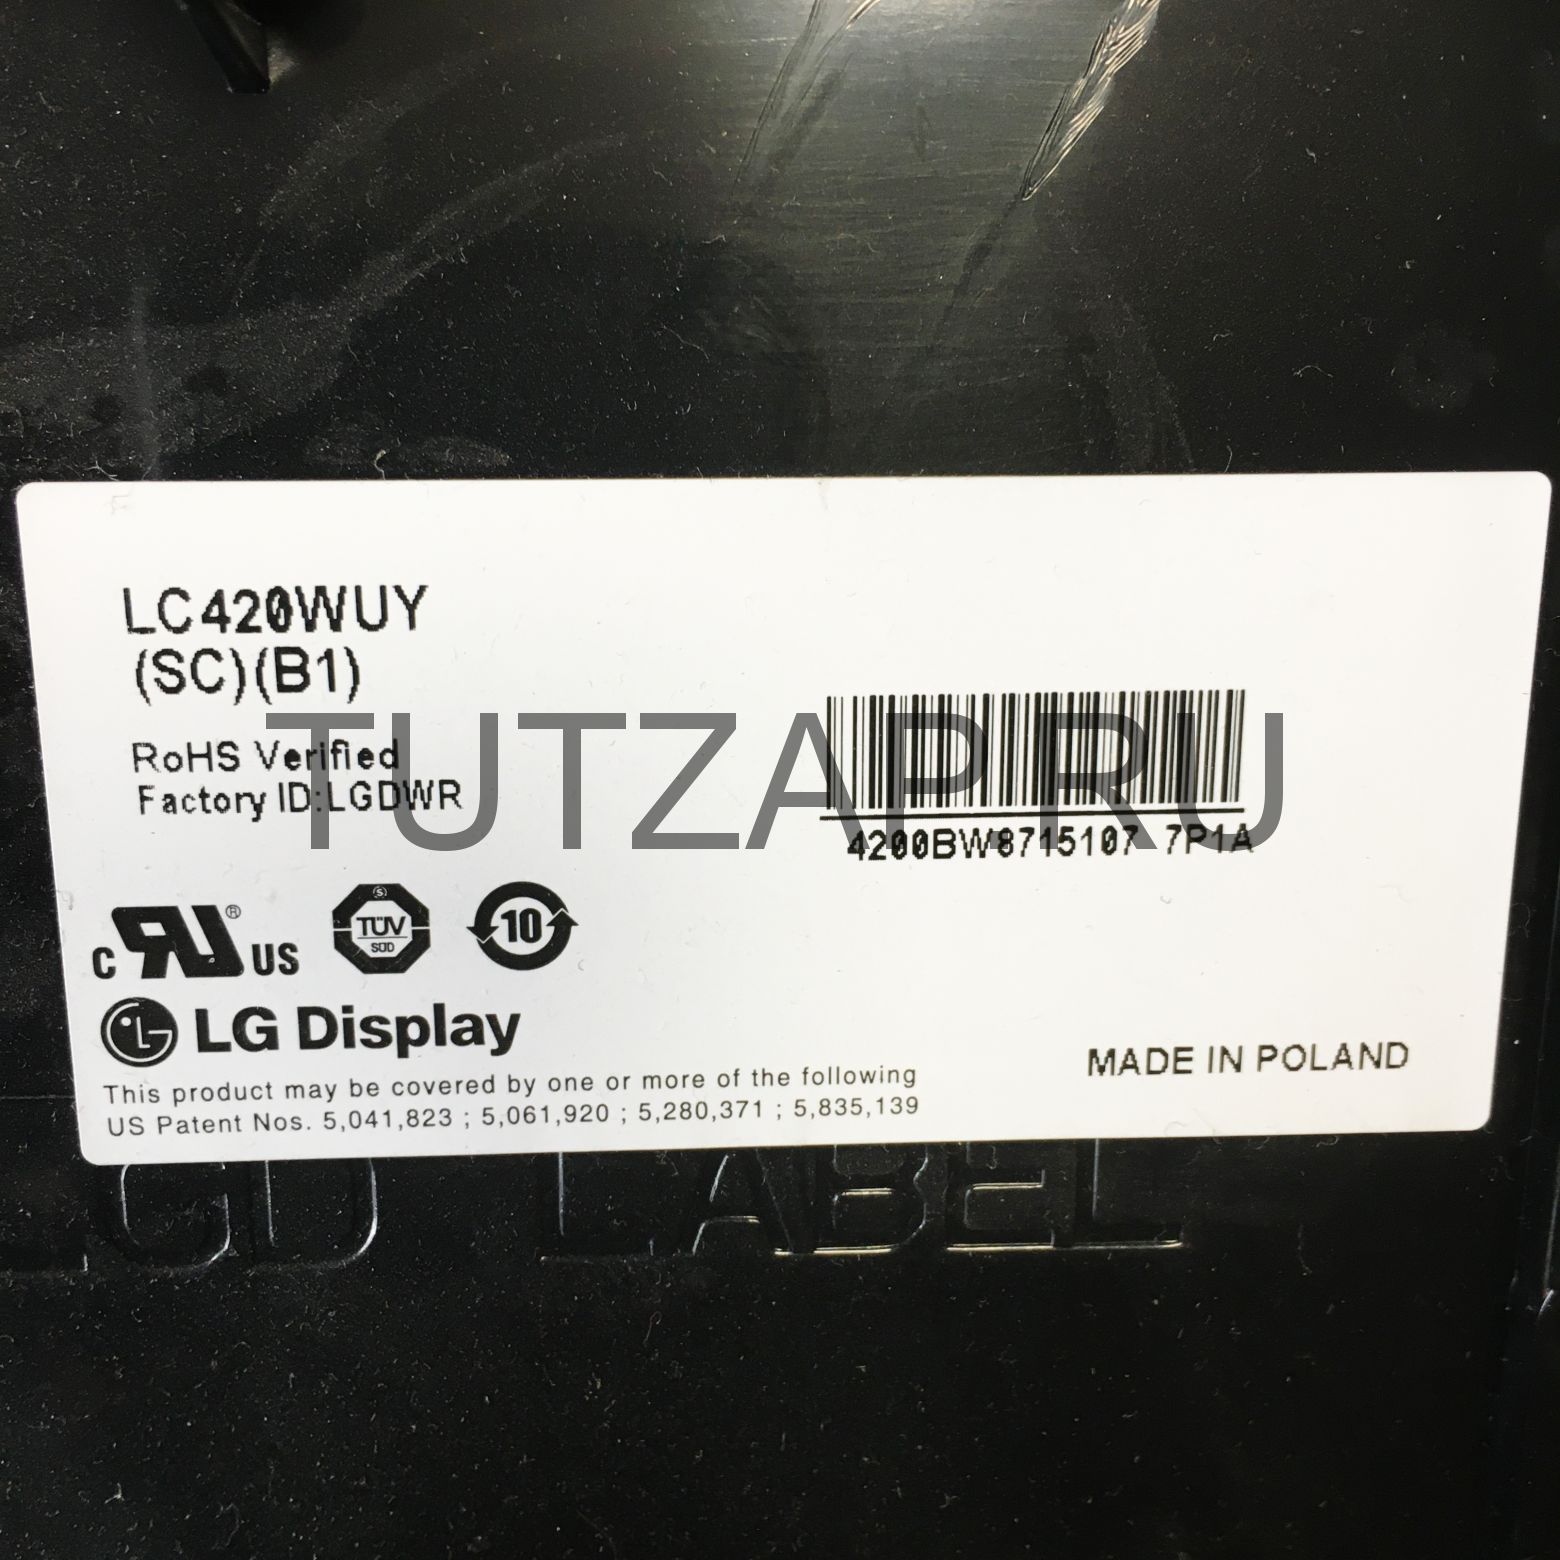 LC420WUY
(SC)(B1)
RoHS Verified
Factory ID:LGDWR
TUTZAP.RU
4200BW8715107 7P1A
c RU ® US
S
TÜV
SÜD
10
LG Display
MADE IN POLAND
This product may be covered by one or more of the following
US Patent Nos. 5,041,823 ; 5,061,920 ; 5,280,371 ; 5,835,139
LGD LABEL